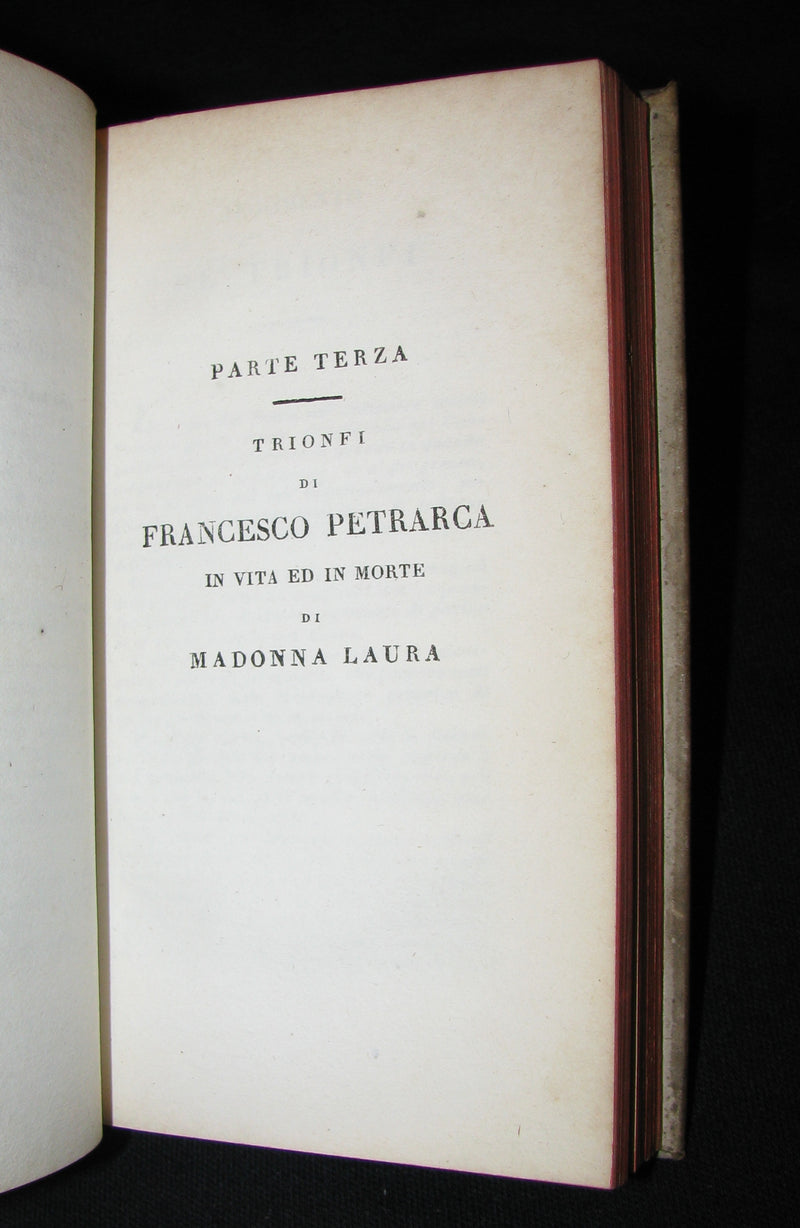 PARTE TERZA
TRIONFI
DI
FRANCESCO PETRARCA
IN VITA ED IN MORTE
DI
MADONNA LAURA